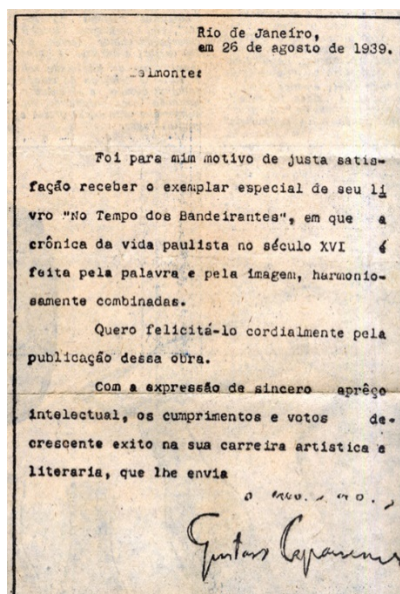 Rio de Janeiro,
em 26 de agosto de 1939.
Belmonte:
Foi para mim motivo de justa satis-
fação receber o exemplar especial de seu li
vro "No Tempo dos Bandeirantes", em que a
crônica da vida paulista no século XVI é
feita pela palavra e pela imagem, harmonio-
samente combinadas.
Quero felicitá-lo cordialmente pela
publicação dessa obra.
Com a expressão de sincero aprêço
intelectual, os cumprimentos e votos de-
crescente exito na sua carreira artística e
literaria, que lhe envia
Gustavo Capanema